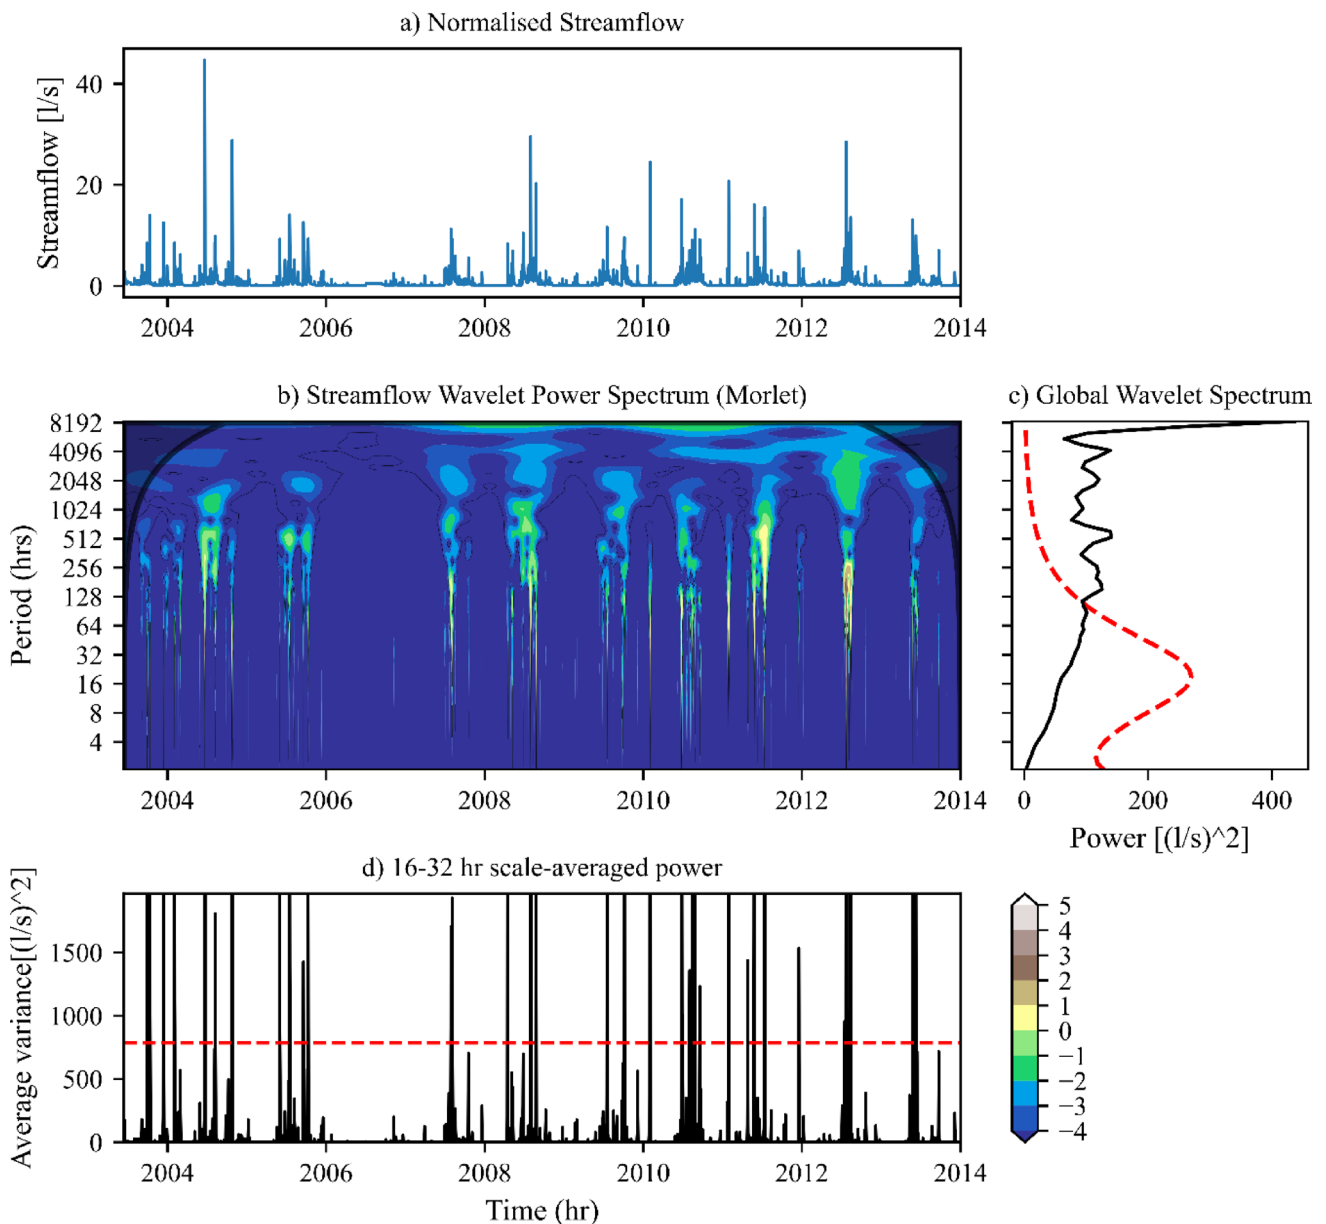 a) Normalised Streamflow
Streamflow [l/s]
40
20
0
2004 2006 2008 2010 2012 2014
b) Streamflow Wavelet Power Spectrum (Morlet)
c) Global Wavelet Spectrum
Period (hrs)
8192
4096
2048
1024
512
256
128
64
32
16
8
4
2004 2006 2008 2010 2012 2014
0 200 400
Power [(l/s)^2]
d) 16-32 hr scale-averaged power
Average variance[(l/s)^2]
1500
1000
500
0
2004 2006 2008 2010 2012 2014
Time (hr)
5
4
3
2
1
0
−1
−2
−3
−4